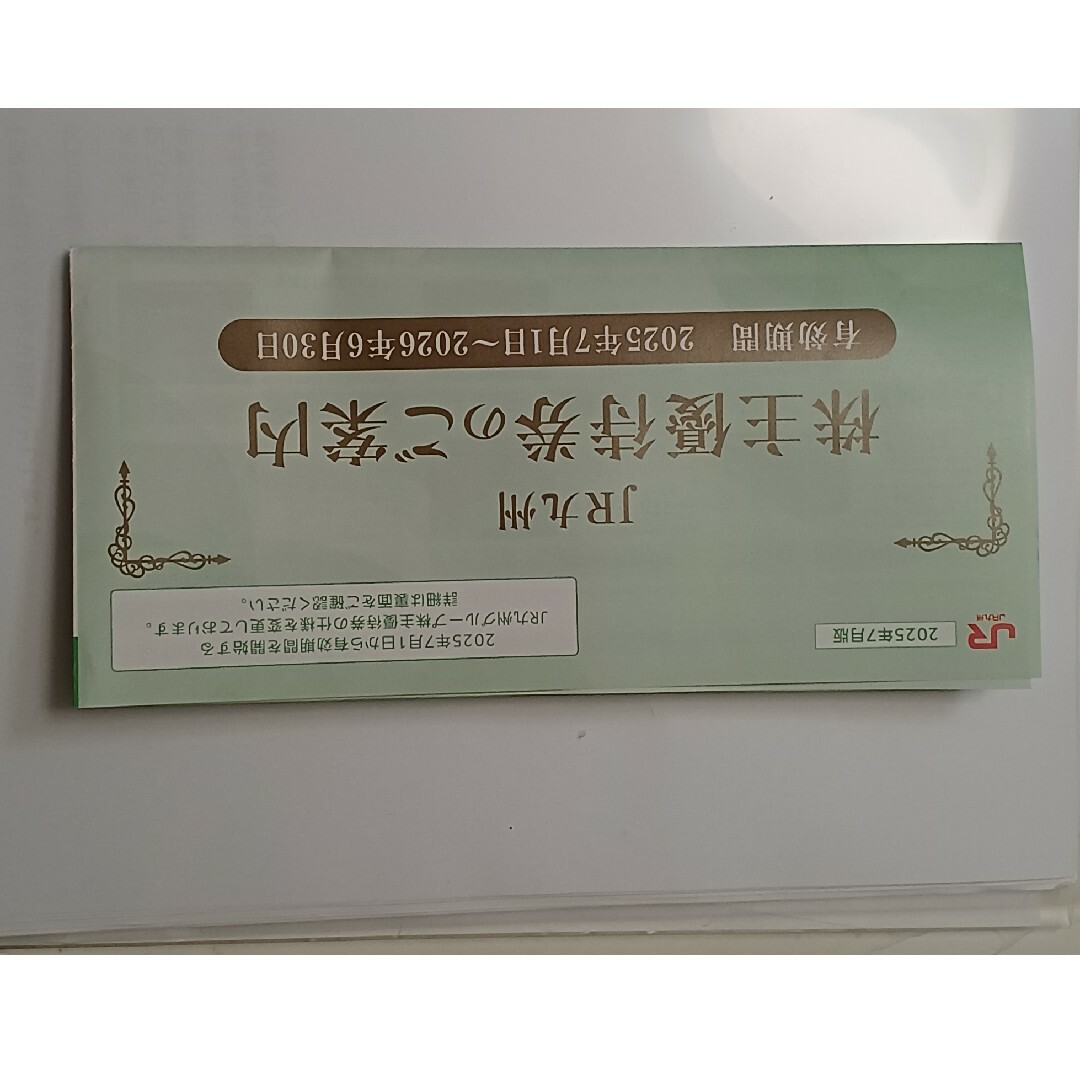 JR
JR九州
2025年7月版
2025年7月1日から有効期間を開始する
JR九州グループ株主優待券の仕様を変更しております。
詳細は裏面をご確認ください。
JR九州
株主優待券のご案内
有効期間 2025年7月1日～2026年6月30日